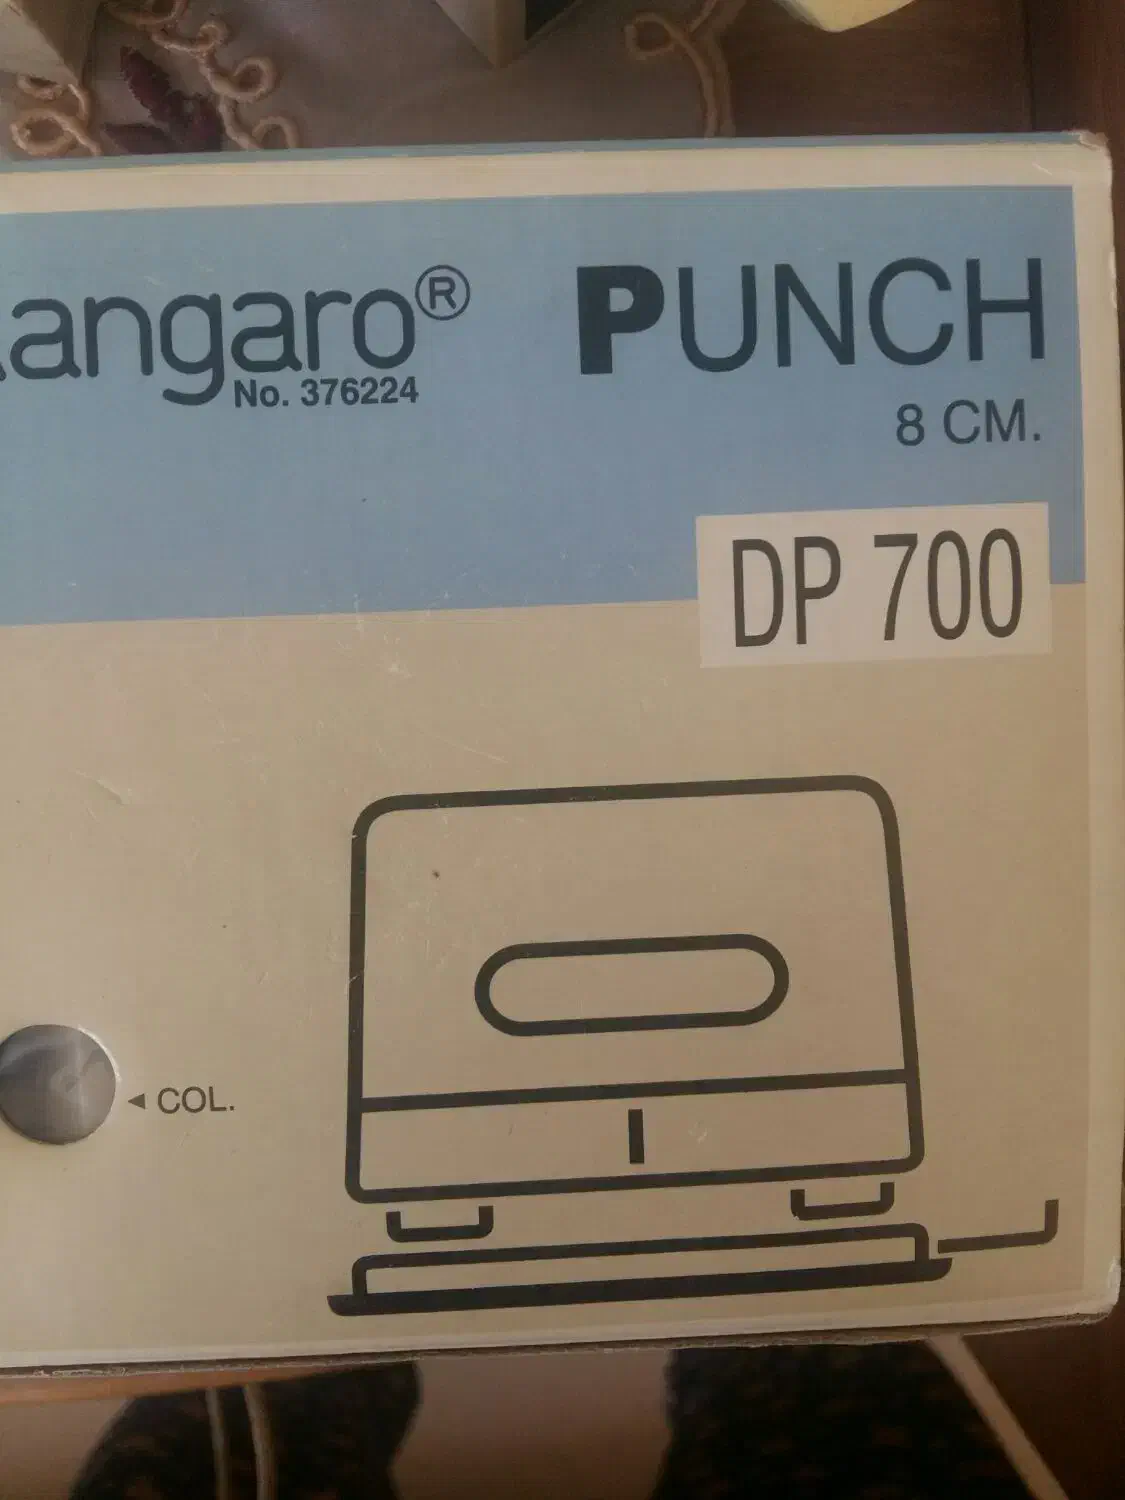 angaro®
No. 376224
PUNCH
8 CM.
DP 700
◄ COL.